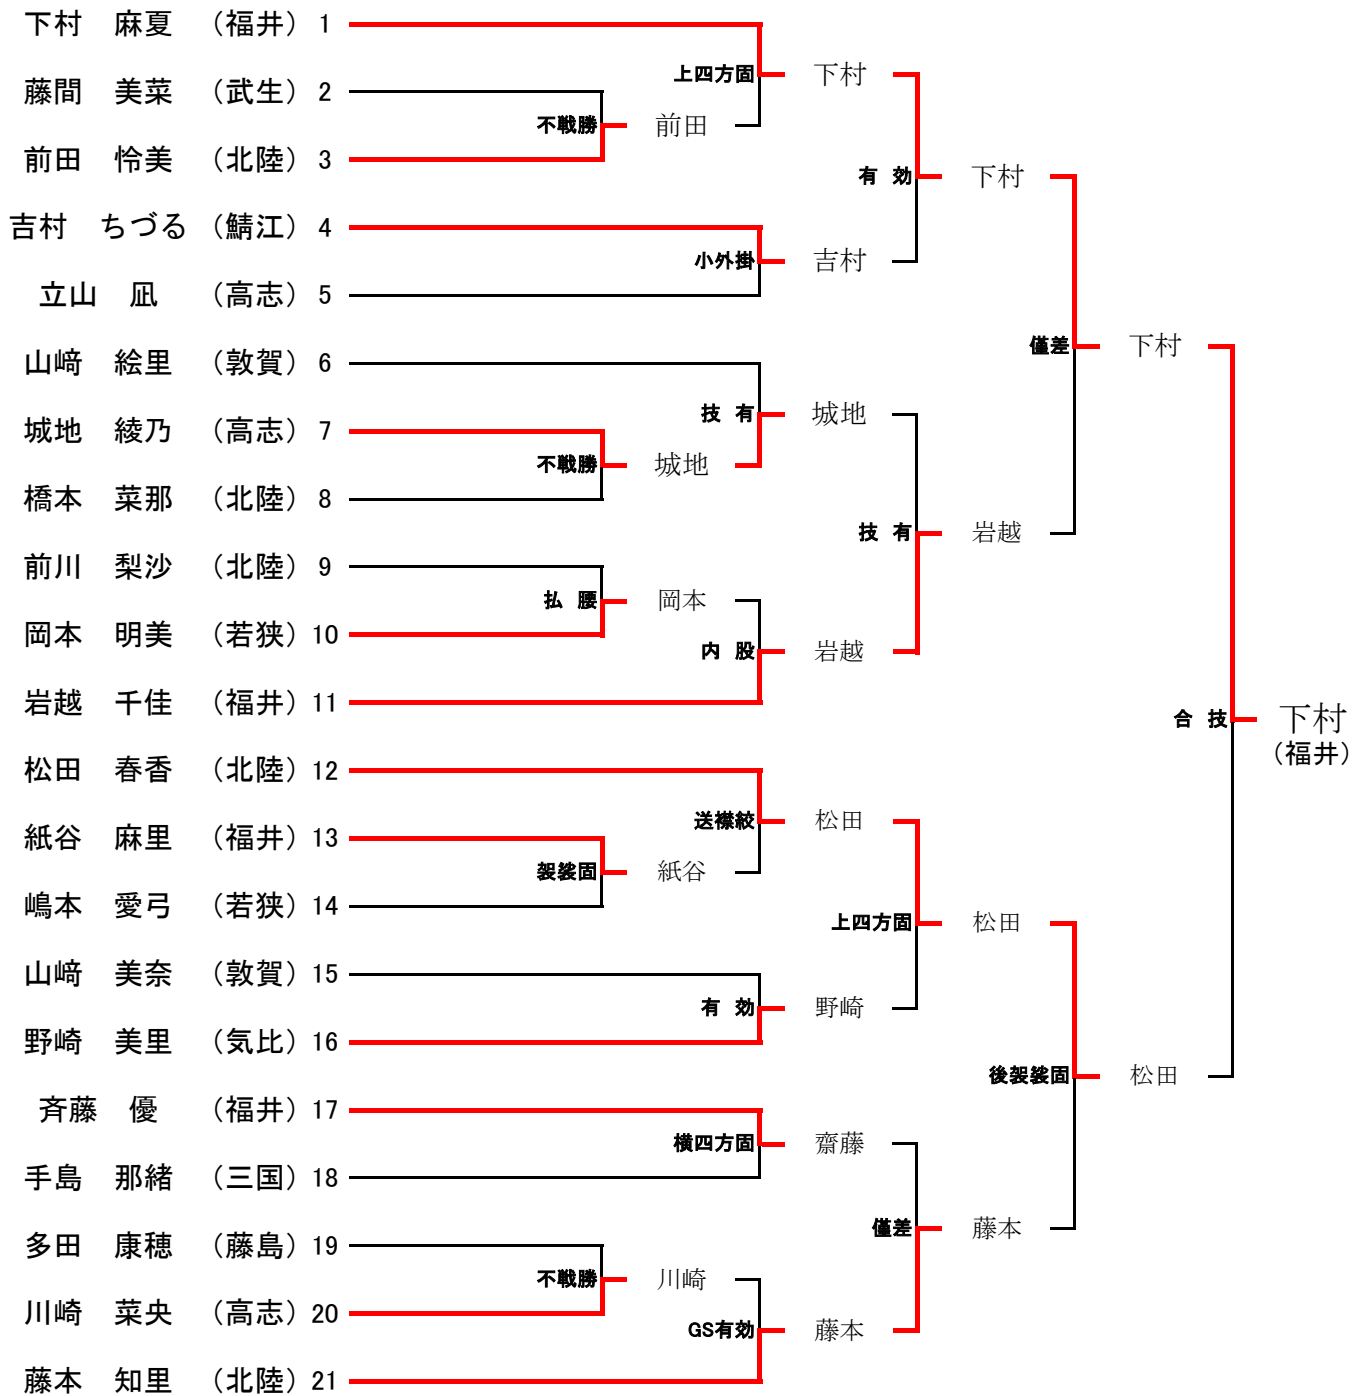 下村　麻夏　（福井） 1
上四方固　下村
藤間　美菜　（武生） 2
不戦勝　前田
前田　怜美　（北陸） 3
有 効　下村
吉村　ちづる　（鯖江） 4
小外掛　吉村
立山　凪　（高志） 5
僅差　下村
山﨑　絵里　（敦賀） 6
技 有　城地
城地　綾乃　（高志） 7
不戦勝　城地
橋本　菜那　（北陸） 8
技 有　岩越
前川　梨沙　（北陸） 9
払 腰　岡本
岡本　明美　（若狭） 10
内 股　岩越
岩越　千佳　（福井） 11
合 技　下村
（福井）
松田　春香　（北陸） 12
送襟絞　松田
紙谷　麻里　（福井） 13
袈裟固　紙谷
嶋本　愛弓　（若狭） 14
上四方固　松田
山﨑　美奈　（敦賀） 15
有 効　野崎
野崎　美里　（気比） 16
後袈裟固　松田
斉藤　優　（福井） 17
横四方固　齋藤
手島　那緒　（三国） 18
僅差　藤本
多田　康穂　（藤島） 19
不戦勝　川崎
川崎　菜央　（高志） 20
GS有効　藤本
藤本　知里　（北陸） 21